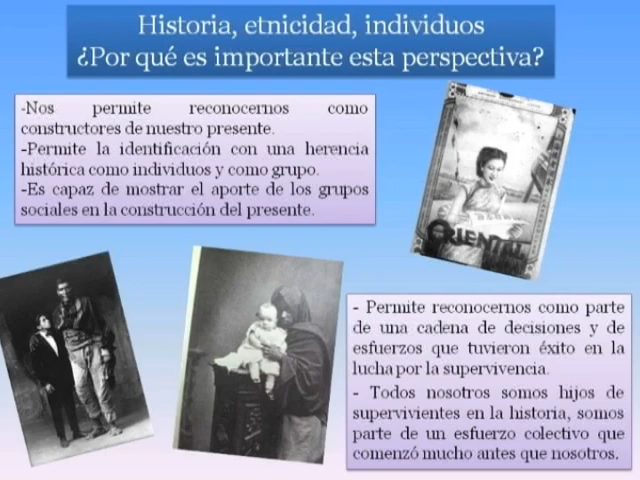 Historia, etnicidad, individuos
¿Por qué es importante esta perspectiva?
-Nos permite reconocernos como
constructores de nuestro presente.
-Permite la identificación con una herencia
histórica como individuos y como grupo.
-Es capaz de mostrar el aporte de los grupos
sociales en la construcción del presente.
ORIENTAL
- Permite reconocernos como parte
de una cadena de decisiones y de
esfuerzos que tuvieron éxito en la
lucha por la supervivencia.
- Todos nosotros somos hijos de
supervivientes en la historia, somos
parte de un esfuerzo colectivo que
comenzó mucho antes que nosotros.